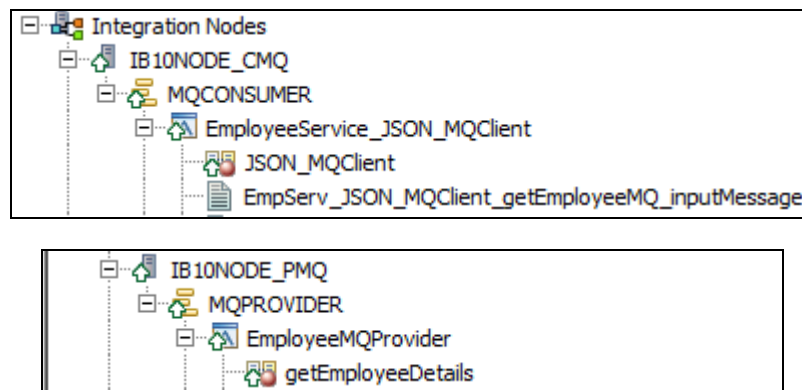 Integration Nodes
IB10NODE_CMQ
MQCONSUMER
EmployeeService_JSON_MQClient
JSON_MQClient
EmpServ_JSON_MQClient_getEmployeeMQ_inputMessage
IB10NODE_PMQ
MQPROVIDER
EmployeeMQProvider
getEmployeeDetails